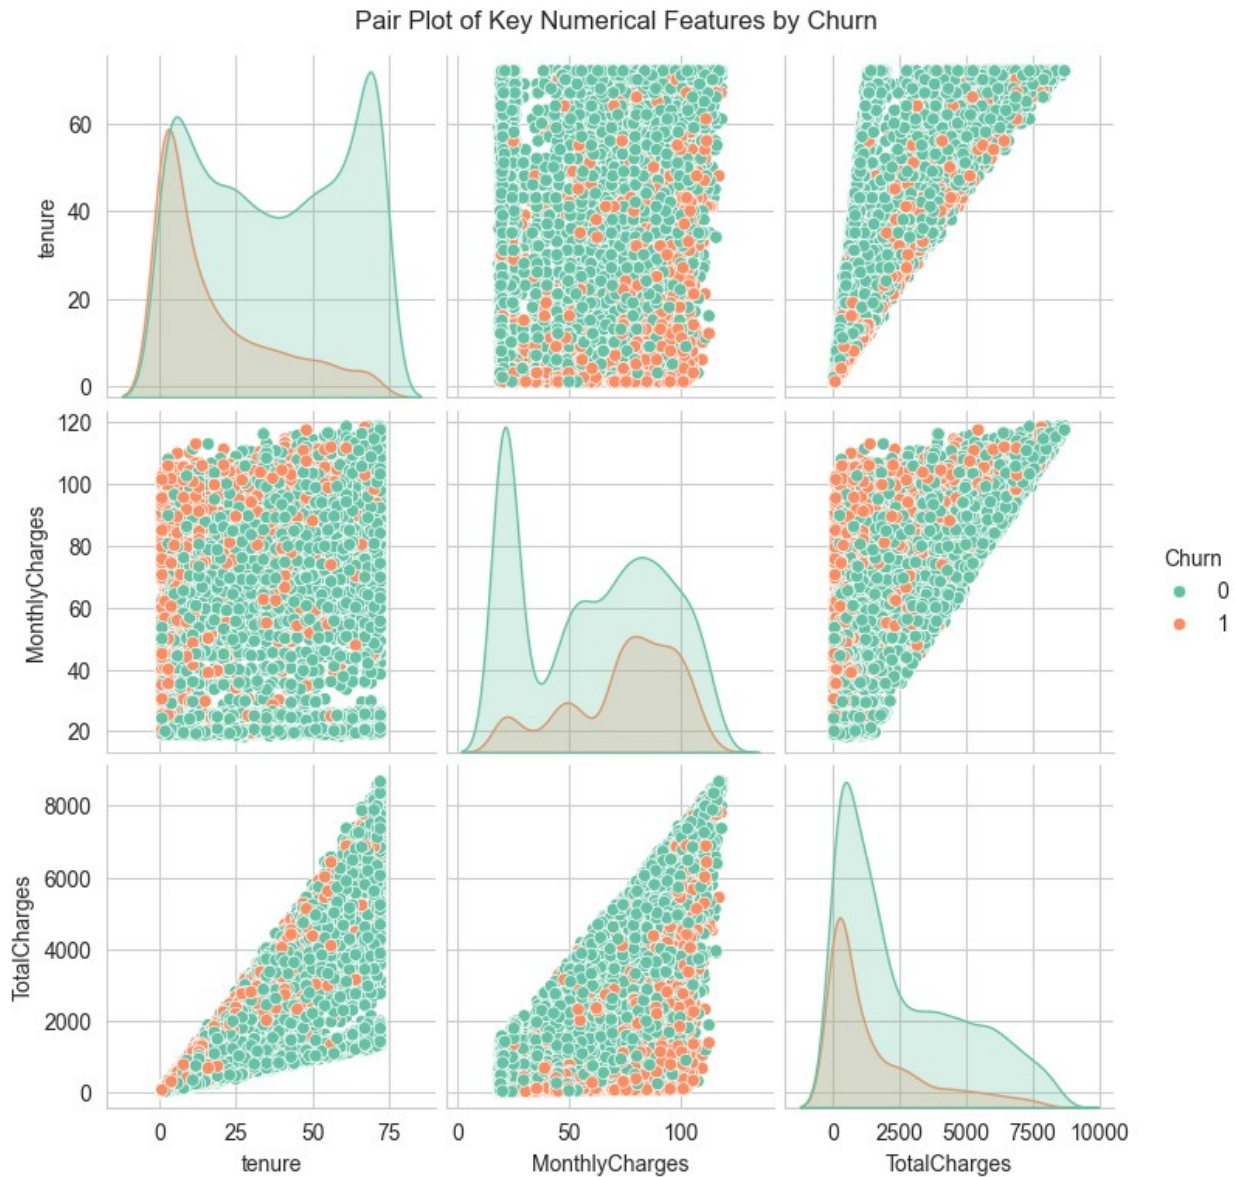 Pair Plot of Key Numerical Features by Churn
60
40
20
0
tenure
120
100
80
60
40
20
MonthlyCharges
8000
6000
4000
2000
0
TotalCharges
0 25 50 75 0 50 100 0 2500 5000 7500 10000
tenure MonthlyCharges TotalCharges
Churn
0
1